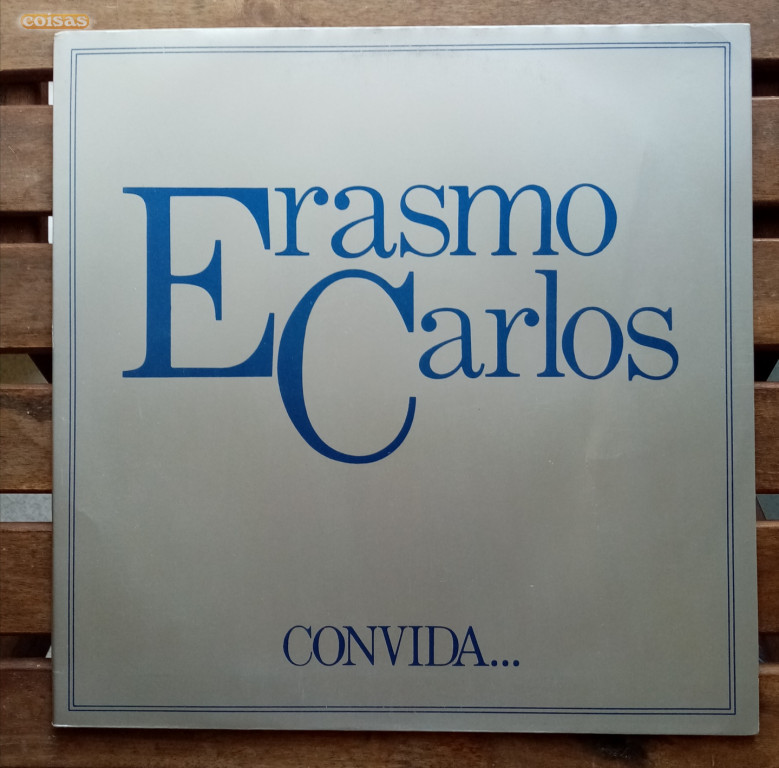 coisas
Erasmo
Carlos
CONVIDA...